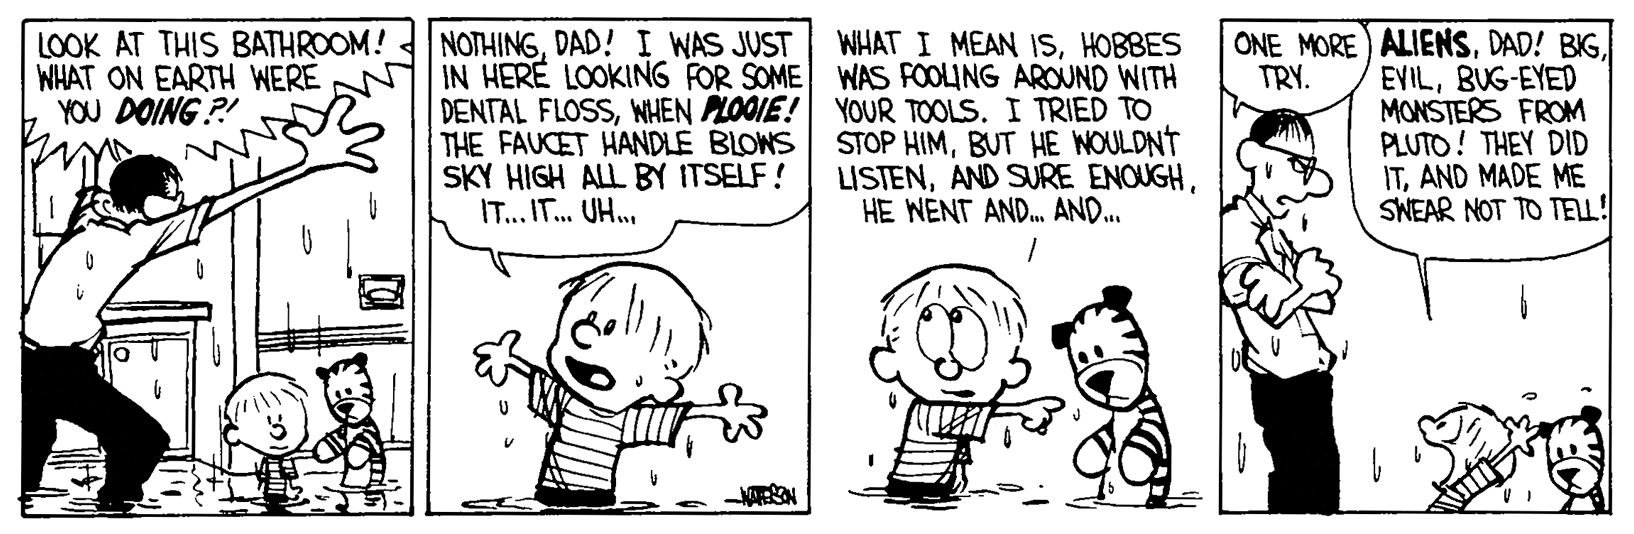 LOOK AT THIS BATHROOM!
WHAT ON EARTH WERE
YOU DOING?!
NOTHING, DAD! I WAS JUST
IN HERE LOOKING FOR SOME
DENTAL FLOSS, WHEN PLOOIE!
THE FAUCET HANDLE BLOWS
SKY HIGH ALL BY ITSELF!
IT... IT... UH...
WATTERSON
WHAT I MEAN IS, HOBBES
WAS FOOLING AROUND WITH
YOUR TOOLS. I TRIED TO
STOP HIM, BUT HE WOULDN'T
LISTEN, AND SURE ENOUGH,
HE WENT AND... AND...
ONE MORE
TRY.
ALIENS, DAD! BIG,
EVIL, BUG-EYED
MONSTERS FROM
PLUTO! THEY DID
IT, AND MADE ME
SWEAR NOT TO TELL!